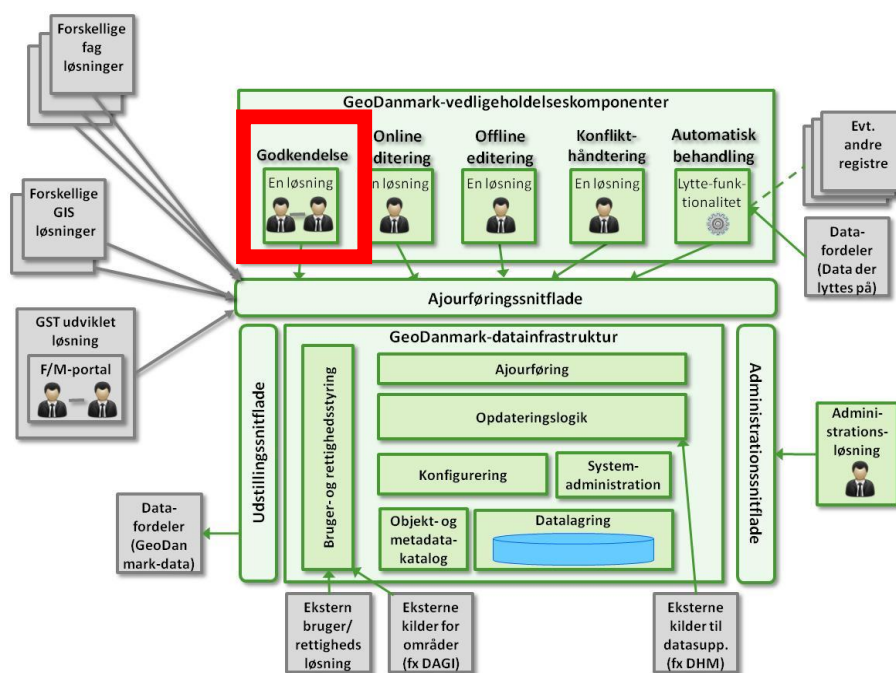 Forskellige
fag
løsninger
GeoDanmark-vedligeholdelseskomponenter
Godkendelse
En løsning
Online
ditering
En løsning
Offline
editering
En løsning
Konflikt-
håndtering
En løsning
Automatisk
behandling
Lytte-funk-
tionalitet
Evt.
andre
registre
Forskellige
GIS
løsninger
Data-
fordeler
(Data der
lyttes på)
Ajourføringssnitflade
GST udviklet
løsning
F/M-portal
Udstillingssnitflade
GeoDanmark-datainfrastruktur
Bruger- og rettighedsstyring
Ajourføring
Opdateringslogik
Konfigurering
System-
administration
Objekt- og
metadata-
katalog
Datalagring
Administrationssnitflade
Admini-
strations-
løsning
Data-
fordeler
(GeoDan
mark-data)
Ekstern
bruger/
rettigheds
løsning
Eksterne
kilder for
områder
(fx DAGI)
Eksterne
kilder til
datasupp.
(fx DHM)